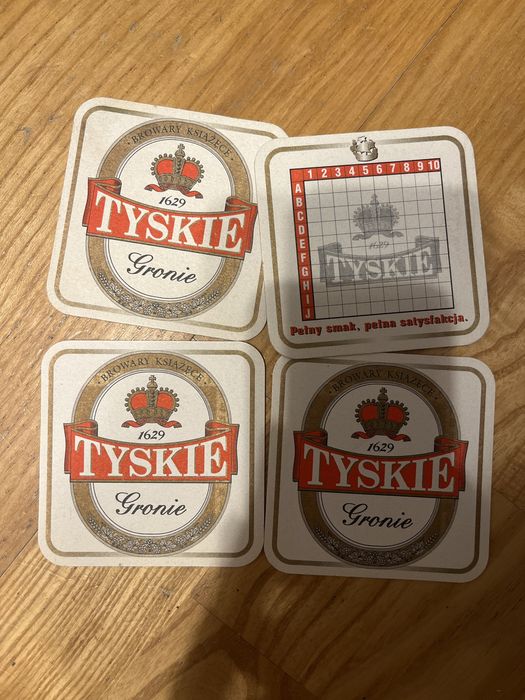 BROWARY KSIĄŻĘCE
1629
TYSKIE
Gronie
1 2 3 4 5 6 7 8 9 10
A
B
C
D
E
F
G
H
I
J
1629
TYSKIE
Pełny smak, pełna satysfakcja.
BROWARY KSIĄŻĘCE
1629
TYSKIE
Gronie
BROWARY KSIĄŻĘCE
1629
TYSKIE
Gronie